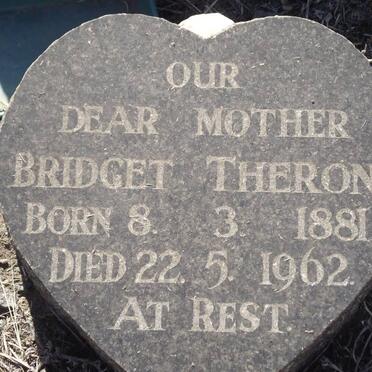 OUR
DEAR MOTHER
BRIDGET THERON
BORN 8. 3. 1881
DIED 22. 5. 1962.
AT REST.